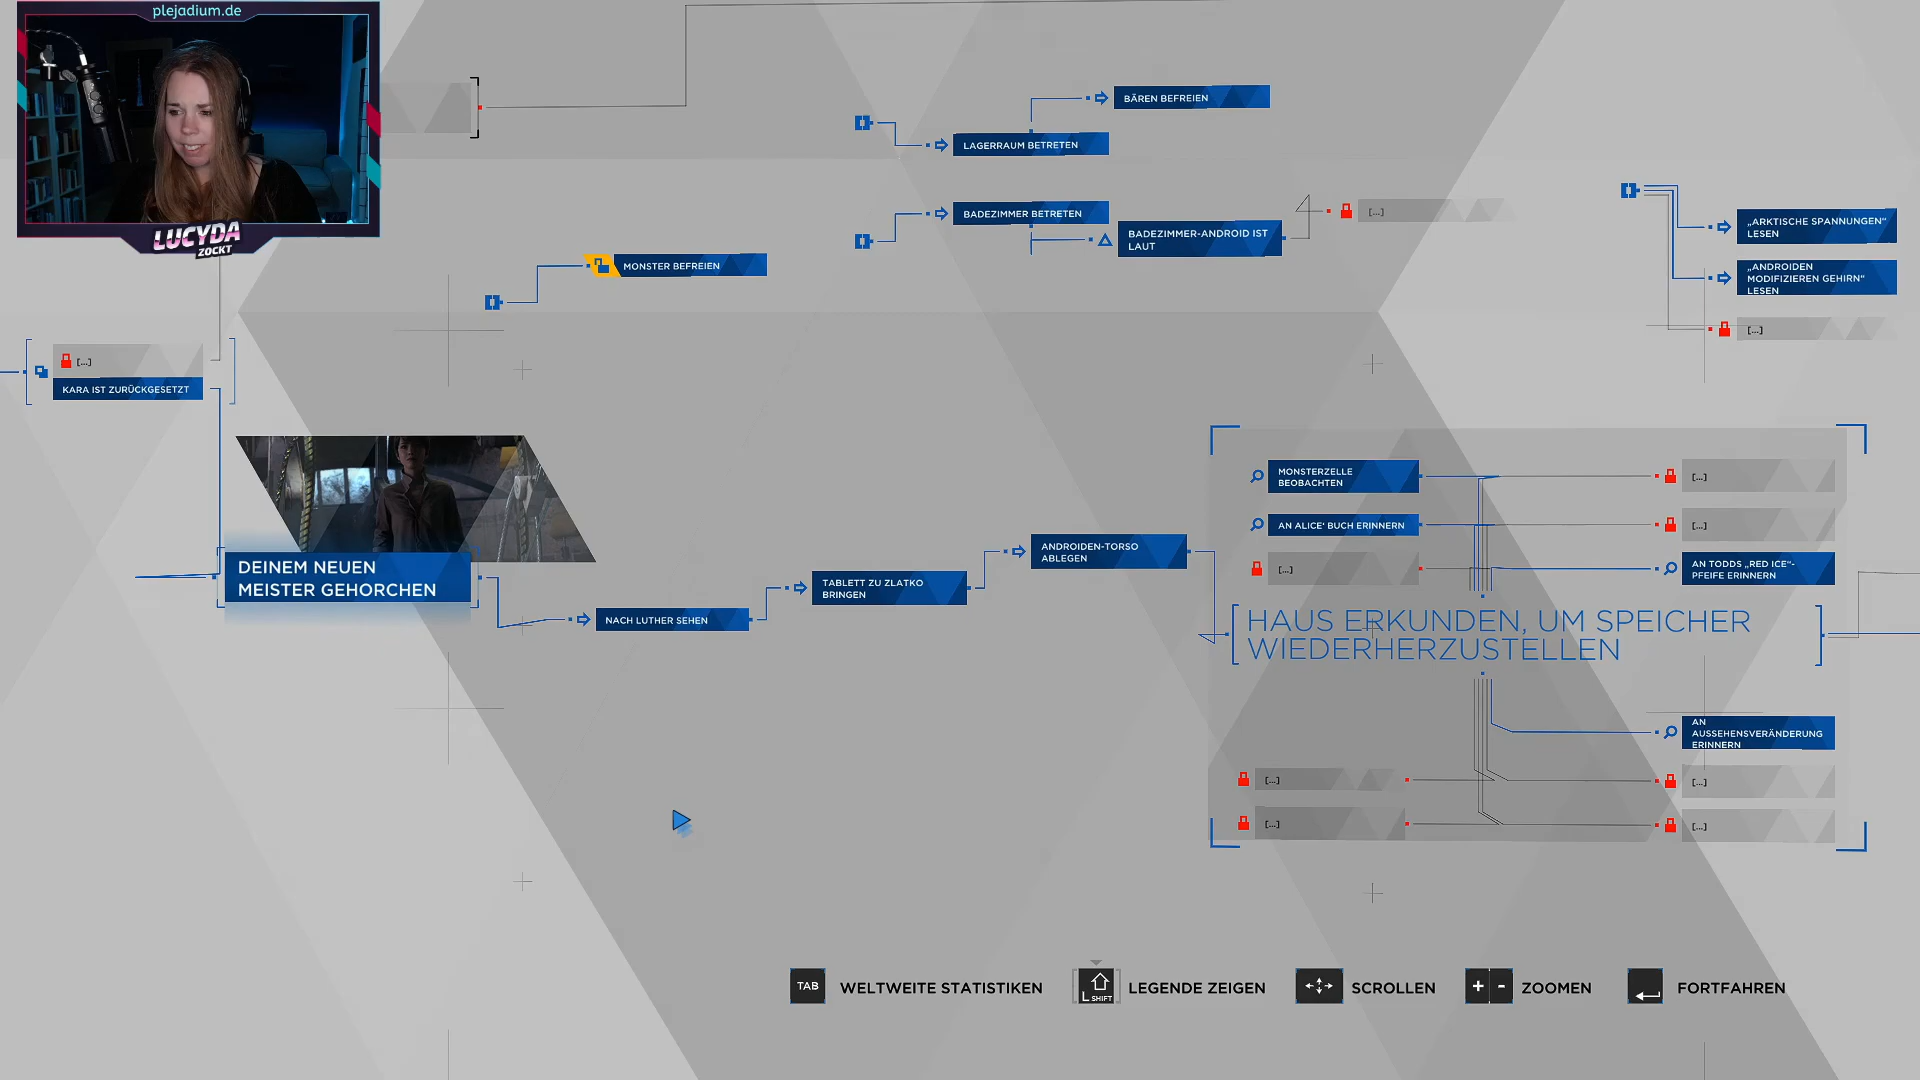 plejadium.de
LUCYDA
ZOCKT
BÄREN BEFREIEN
LAGERRAUM BETRETEN
BADEZIMMER BETRETEN
BADEZIMMER-ANDROID IST
LAUT
[...]
MONSTER BEFREIEN
„ARKTISCHE SPANNUNGEN“
LESEN
„ANDROIDEN
MODIFIZIEREN GEHIRN“
LESEN
[...]
[...]
KARA IST ZURÜCKGESETZT
DEINEM NEUEN
MEISTER GEHORCHEN
NACH LUTHER SEHEN
TABLETT ZU ZLATKO
BRINGEN
ANDROIDEN-TORSO
ABLEGEN
MONSTERZELLE
BEOBACHTEN
[...]
AN ALICE' BUCH ERINNERN
[...]
[...]
AN TODDS „RED ICE“-
PFEIFE ERINNERN
HAUS ERKUNDEN, UM SPEICHER
WIEDERHERZUSTELLEN
AN
AUSSEHENSVERÄNDERUNG
ERINNERN
[...]
[...]
[...]
[...]
TAB WELTWEITE STATISTIKEN
L SHIFT LEGENDE ZEIGEN
SCROLLEN
+ - ZOOMEN
FORTFAHREN